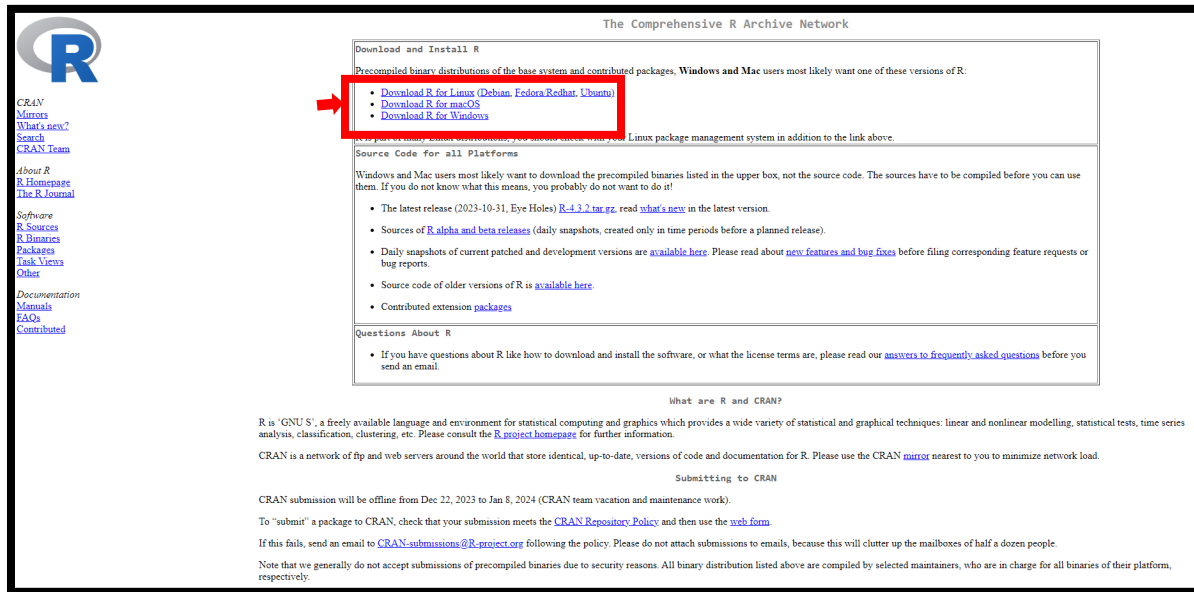 The Comprehensive R Archive Network
R
CRAN
Mirrors
What's new?
Search
CRAN Team
About R
R Homepage
The R Journal
Software
R Sources
R Binaries
Packages
Task Views
Other
Documentation
Manuals
FAQs
Contributed
Download and Install R
Precompiled binary distributions of the base system and contributed packages, Windows and Mac users most likely want one of these versions of R:
• Download R for Linux (Debian, Fedora/Redhat, Ubuntu)
• Download R for macOS
• Download R for Windows
Linux package management system in addition to the link above.
Source Code for all Platforms
Windows and Mac users most likely want to download the precompiled binaries listed in the upper box, not the source code. The sources have to be compiled before you can use
them. If you do not know what this means, you probably do not want to do it!
• The latest release (2023-10-31, Eye Holes) R-4.3.2.tar.gz, read what's new in the latest version.
• Sources of R alpha and beta releases (daily snapshots, created only in time periods before a planned release).
• Daily snapshots of current patched and development versions are available here. Please read about new features and bug fixes before filing corresponding feature requests or
bug reports.
• Source code of older versions of R is available here.
• Contributed extension packages
Questions About R
• If you have questions about R like how to download and install the software, or what the license terms are, please read our answers to frequently asked questions before you
send an email.
What are R and CRAN?
R is ‘GNU S’, a freely available language and environment for statistical computing and graphics which provides a wide variety of statistical and graphical techniques: linear and nonlinear modelling, statistical tests, time series
analysis, classification, clustering, etc. Please consult the R project homepage for further information.
CRAN is a network of ftp and web servers around the world that store identical, up-to-date, versions of code and documentation for R. Please use the CRAN mirror nearest to you to minimize network load.
Submitting to CRAN
CRAN submission will be offline from Dec 22, 2023 to Jan 8, 2024 (CRAN team vacation and maintenance work).
To “submit” a package to CRAN, check that your submission meets the CRAN Repository Policy and then use the web form.
If this fails, send an email to CRAN-submissions@R-project.org following the policy. Please do not attach submissions to emails, because this will clutter up the mailboxes of half a dozen people.
Note that we generally do not accept submissions of precompiled binaries due to security reasons. All binary distribution listed above are compiled by selected maintainers, who are in charge for all binaries of their platform,
respectively.